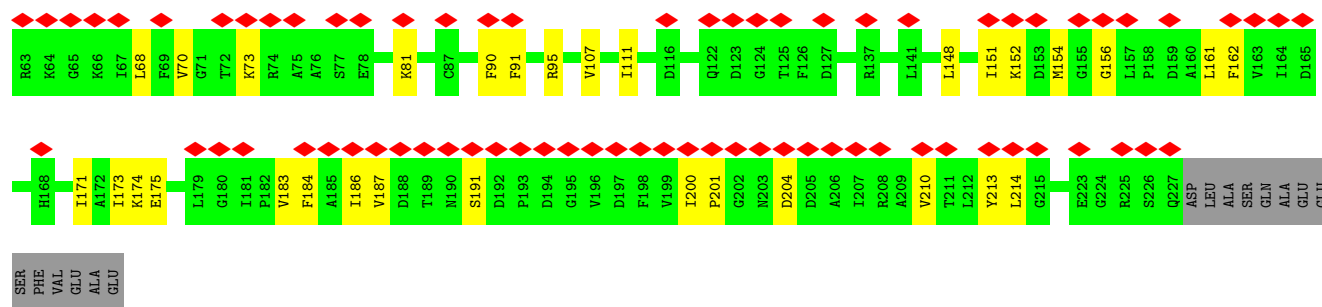 R63 K64 G65 K66 I67 L68 F69 V70 G71 T72 K73 R74 A75 A76 S77 E78 K81 C87 F90 F91 R95 V107 I111 D116 Q122 D123 G124 T125 F126 D127 R137 L141 L148 I151 K152 D153 M154 G155 G156 L157 P158 D159 A160 L161 F162 V163 I164 D165
H168 I171 A172 I173 K174 E175 L179 G180 I181 P182 V183 F184 A185 I186 V187 D188 T189 N190 S191 D192 P193 D194 G195 V196 D197 F198 V199 I200 P201 G202 N203 D204 D205 A206 I207 R208 A209 V210 T211 L212 Y213 L214 G215 E223 G224 R225 S226 Q227 ASP LEU ALA SER GLN ALA GLU
SER PHE VAL GLU ALA GLU